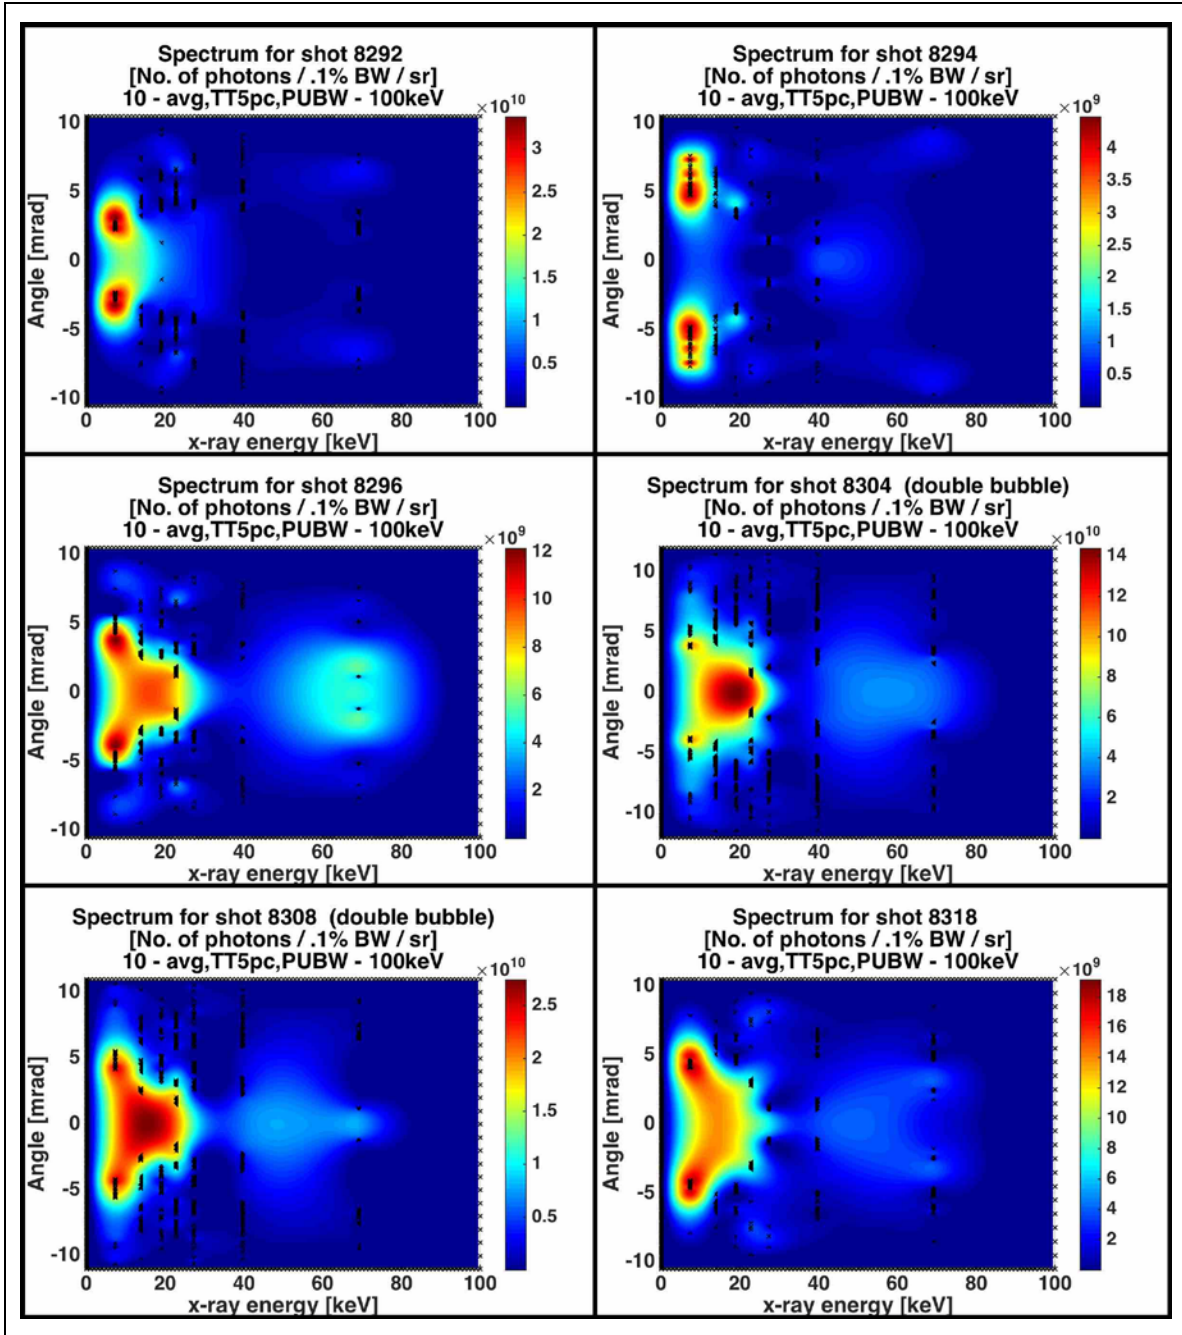 Spectrum for shot 8292
[No. of photons / .1% BW / sr]
10 - avg,TT5pc,PUBW - 100keV
×10^10
10
5
0
-5
-10
Angle [mrad]
0 20 40 60 80 100
x-ray energy [keV]
3
2.5
2
1.5
1
0.5
Spectrum for shot 8294
[No. of photons / .1% BW / sr]
10 - avg,TT5pc,PUBW - 100keV
×10^9
10
5
0
-5
-10
Angle [mrad]
0 20 40 60 80 100
x-ray energy [keV]
4
3.5
3
2.5
2
1.5
1
0.5
Spectrum for shot 8296
[No. of photons / .1% BW / sr]
10 - avg,TT5pc,PUBW - 100keV
×10^9
10
5
0
-5
-10
Angle [mrad]
0 20 40 60 80 100
x-ray energy [keV]
12
10
8
6
4
2
Spectrum for shot 8304 (double bubble)
[No. of photons / .1% BW / sr]
10 - avg,TT5pc,PUBW - 100keV
×10^10
10
5
0
-5
-10
Angle [mrad]
0 20 40 60 80 100
x-ray energy [keV]
14
12
10
8
6
4
2
Spectrum for shot 8308 (double bubble)
[No. of photons / .1% BW / sr]
10 - avg,TT5pc,PUBW - 100keV
×10^10
10
5
0
-5
-10
Angle [mrad]
0 20 40 60 80 100
x-ray energy [keV]
2.5
2
1.5
1
0.5
Spectrum for shot 8318
[No. of photons / .1% BW / sr]
10 - avg,TT5pc,PUBW - 100keV
×10^9
10
5
0
-5
-10
Angle [mrad]
0 20 40 60 80 100
x-ray energy [keV]
18
16
14
12
10
8
6
4
2